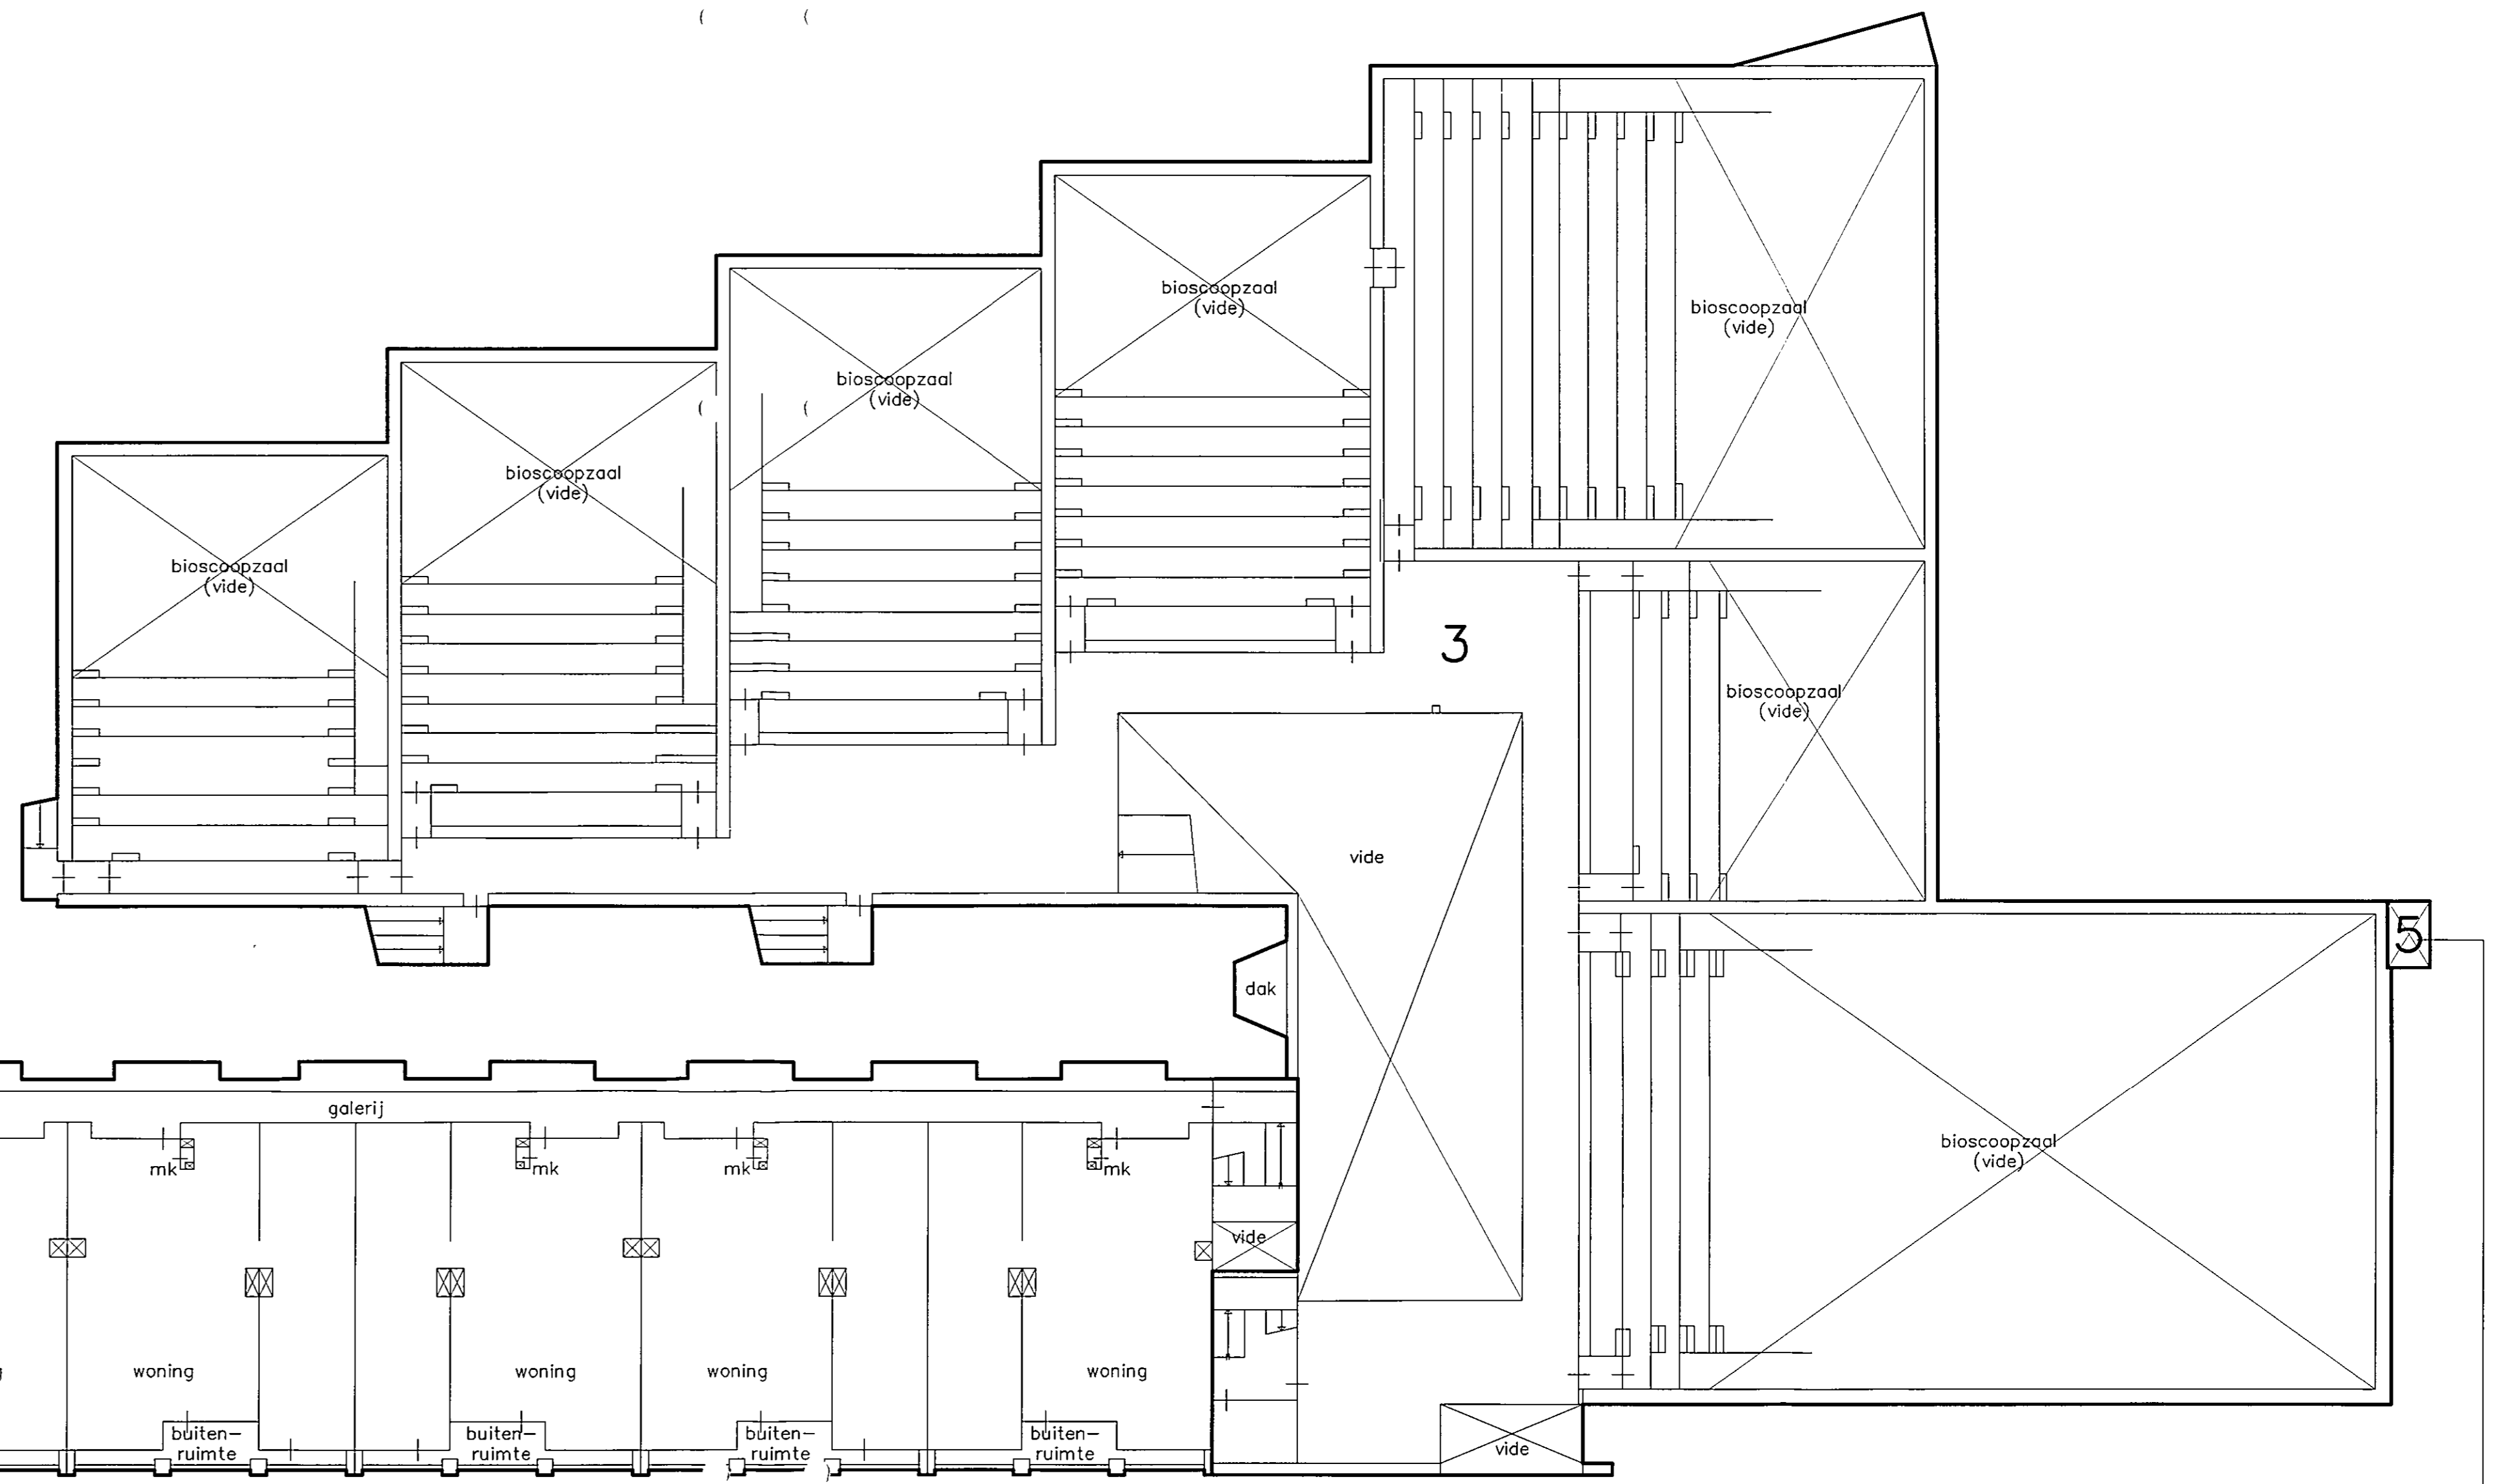 bioscoopzaal
(vide)
bioscoopzaal
(vide)
bioscoopzaal
(vide)
bioscoopzaal
(vide)
bioscoopzaal
(vide)
3
bioscoopzaal
(vide)
vide
5
dak
galerij
mk
mk
mk
mk
bioscoopzaal
(vide)
vide
woning
woning
woning
woning
buiten-
ruimte
buiten-
ruimte
buiten-
ruimte
buiten-
ruimte
vide